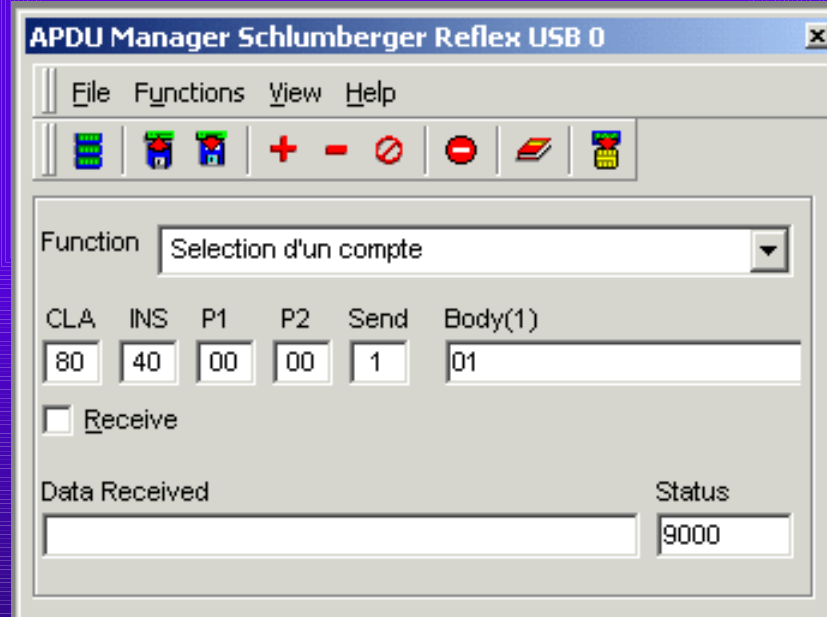 APDU Manager Schlumberger Reflex USB 0
File Functions View Help
Function Selection d'un compte
CLA INS P1 P2 Send Body(1)
80 40 00 00 1 01
Receive
Data Received Status
9000